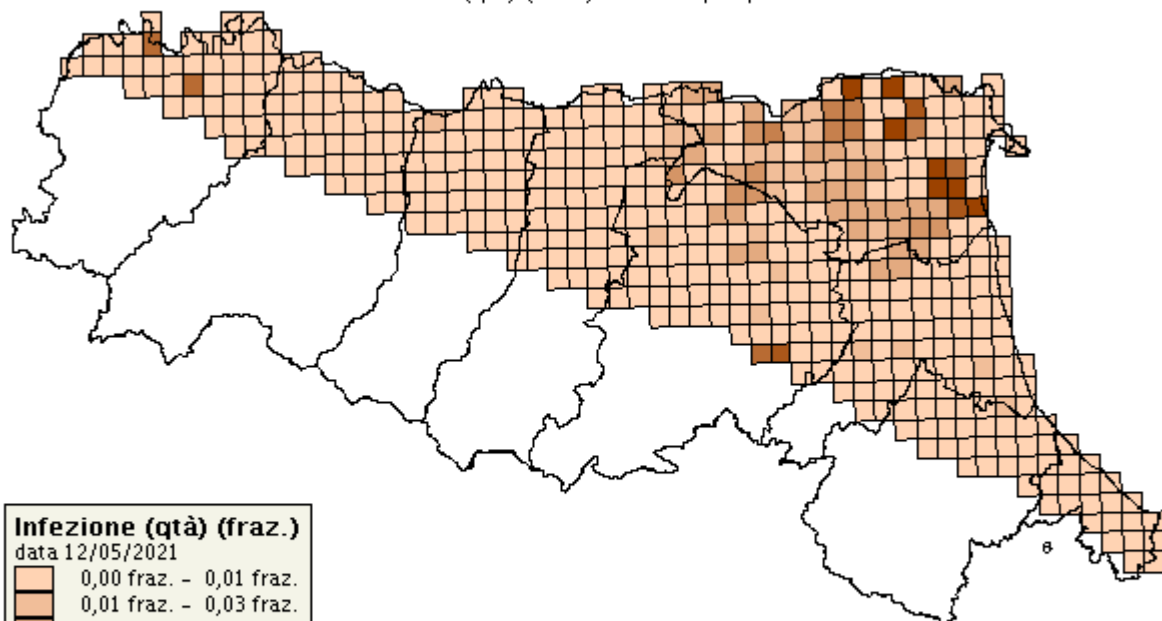 Infezione (qtà) (fraz.)
data 12/05/2021
0,00 fraz. - 0,01 fraz.
0,01 fraz. - 0,03 fraz.